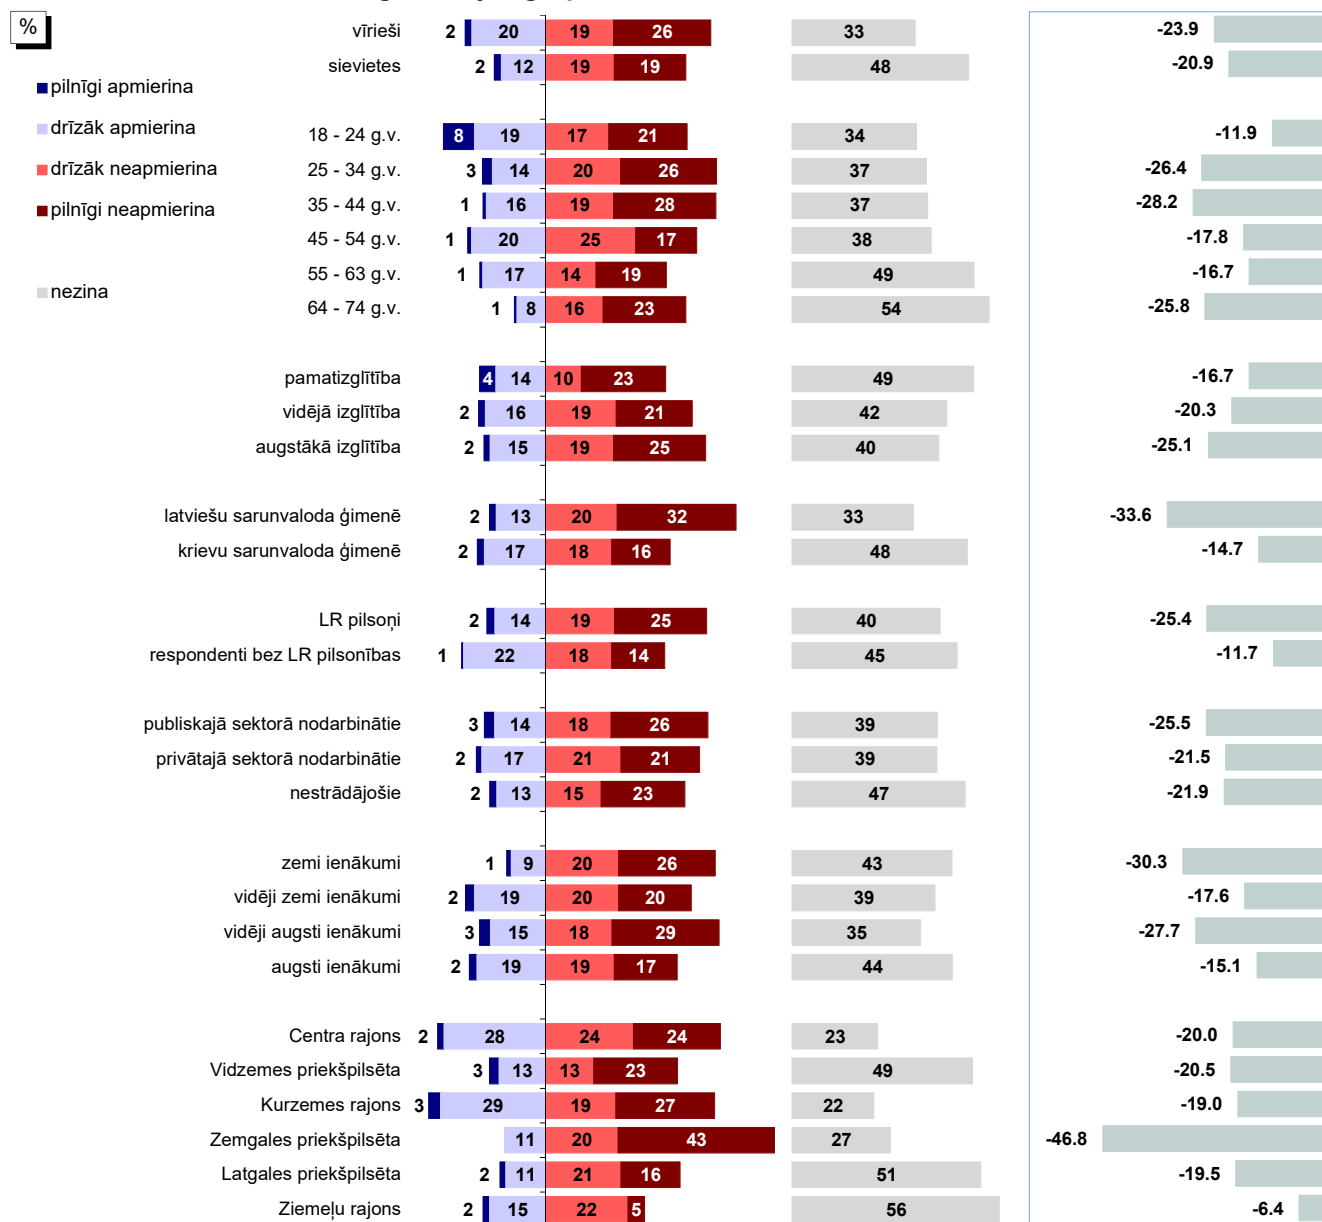 %
pilnīgi apmierina
drīzāk apmierina
drīzāk neapmierina
pilnīgi neapmierina
nezina
vīrieši 2 20 19 26 33 -23.9
sievietes 2 12 19 19 48 -20.9
18 - 24 g.v. 8 19 17 21 34 -11.9
25 - 34 g.v. 3 14 20 26 37 -26.4
35 - 44 g.v. 1 16 19 28 37 -28.2
45 - 54 g.v. 1 20 25 17 38 -17.8
55 - 63 g.v. 1 17 14 19 49 -16.7
64 - 74 g.v. 1 8 16 23 54 -25.8
pamatizglītība 4 14 10 23 49 -16.7
vidējā izglītība 2 16 19 21 42 -20.3
augstākā izglītība 2 15 19 25 40 -25.1
latviešu sarunvaloda ģimenē 2 13 20 32 33 -33.6
krievu sarunvaloda ģimenē 2 17 18 16 48 -14.7
LR pilsoņi 2 14 19 25 40 -25.4
respondenti bez LR pilsonības 1 22 18 14 45 -11.7
publiskajā sektorā nodarbinātie 3 14 18 26 39 -25.5
privātajā sektorā nodarbinātie 2 17 21 21 39 -21.5
nestrādājošie 2 13 15 23 47 -21.9
zemi ienākumi 1 9 20 26 43 -30.3
vidēji zemi ienākumi 2 19 20 20 39 -17.6
vidēji augsti ienākumi 3 15 18 29 35 -27.7
augsti ienākumi 2 19 19 17 44 -15.1
Centra rajons 2 28 24 24 23 -20.0
Vidzemes priekšpilsēta 3 13 13 23 49 -20.5
Kurzemes rajons 3 29 19 27 22 -19.0
Zemgales priekšpilsēta 11 20 43 27 -46.8
Latgales priekšpilsēta 2 11 21 16 51 -19.5
Ziemeļu rajons 2 15 22 5 56 -6.4